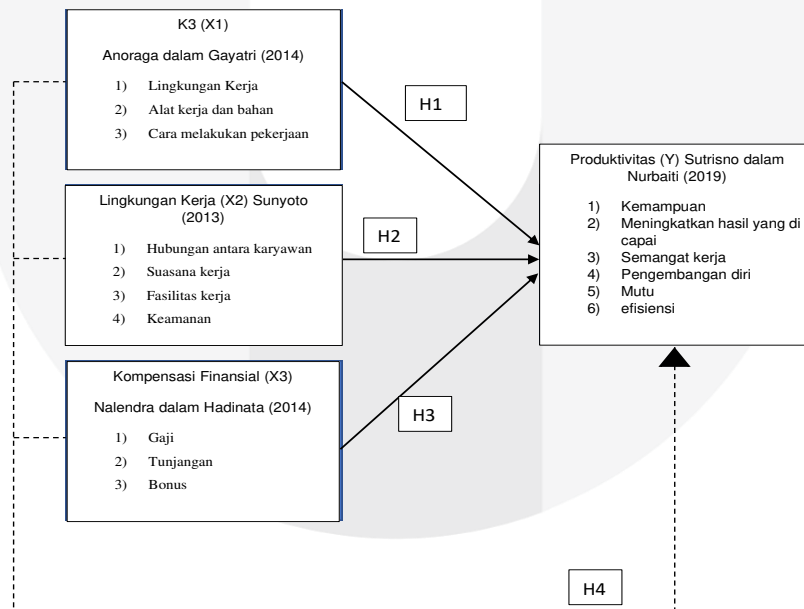 K3 (X1)
Anoraga dalam Gayatri (2014)
1) Lingkungan Kerja
2) Alat kerja dan bahan
3) Cara melakukan pekerjaan
H1
Lingkungan Kerja (X2) Sunyoto
(2013)
1) Hubungan antara karyawan
2) Suasana kerja
3) Fasilitas kerja
4) Keamanan
H2
Kompensasi Finansial (X3)
Nalendra dalam Hadinata (2014)
1) Gaji
2) Tunjangan
3) Bonus
H3
Produktivitas (Y) Sutrisno dalam
Nurbaiti (2019)
1) Kemampuan
2) Meningkatkan hasil yang di
capai
3) Semangat kerja
4) Pengembangan diri
5) Mutu
6) efisiensi
H4